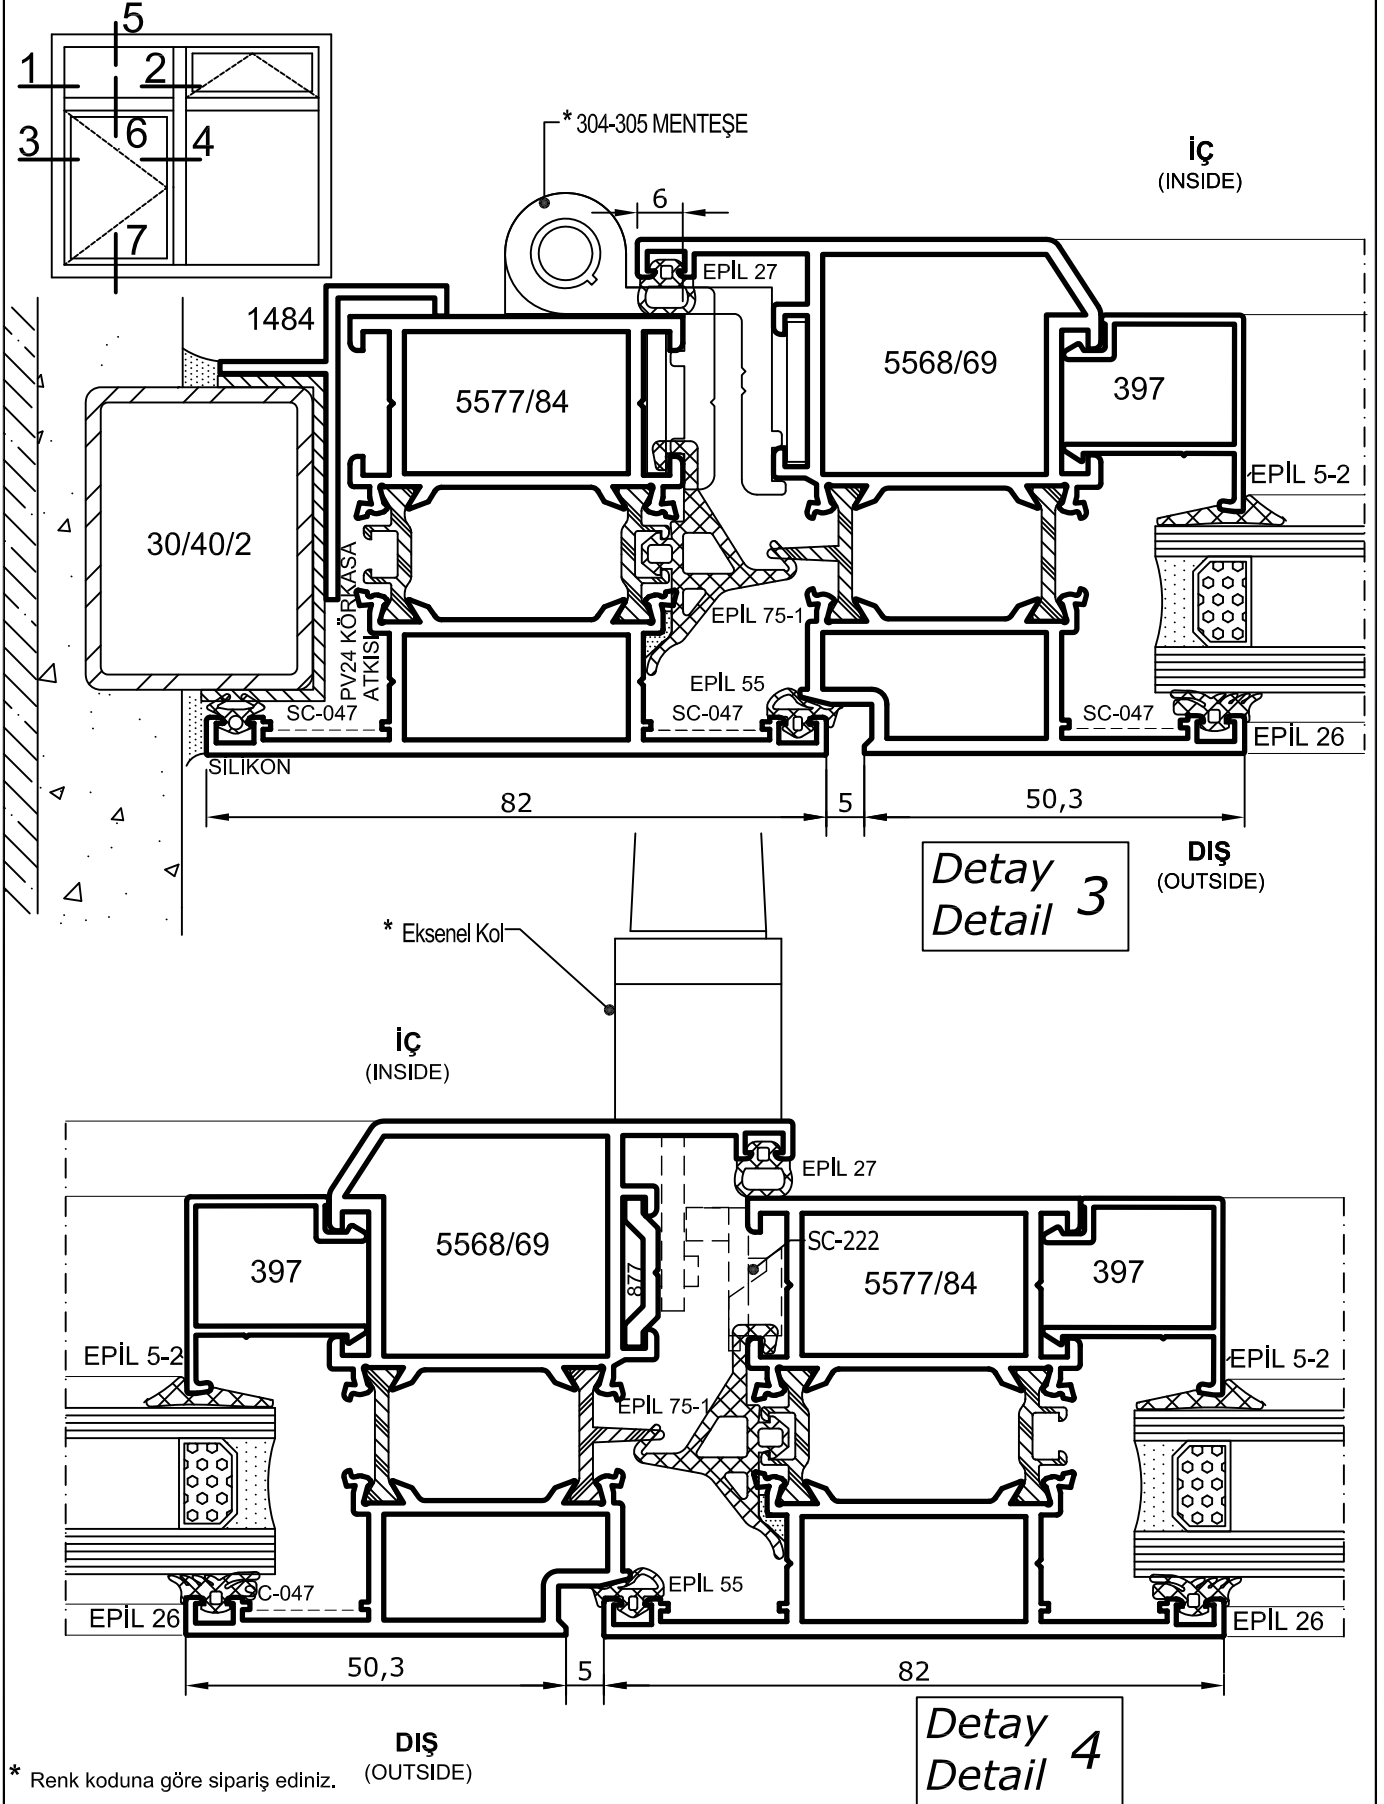 5
1
2
3
6
4
7
* 304-305 MENTEŞE
İÇ
(INSIDE)
6
EPİL 27
1484
5577/84
5568/69
397
EPİL 5-2
30/40/2
PV24 KÖRKASA
ATKISI
EPİL 75-1
EPİL 55
SC-047
SC-047
SC-047
EPİL 26
SİLİKON
82
5
50,3
Detay
Detail 3
DIŞ
(OUTSIDE)
* Eksenel Kol
İÇ
(INSIDE)
EPİL 27
5568/69
SC-222
397
877
5577/84
397
EPİL 5-2
EPİL 5-2
EPİL 75-1
EPİL 55
SC-047
EPİL 26
EPİL 26
50,3
5
82
Detay
Detail 4
DIŞ
(OUTSIDE)
* Renk koduna göre sipariş ediniz.